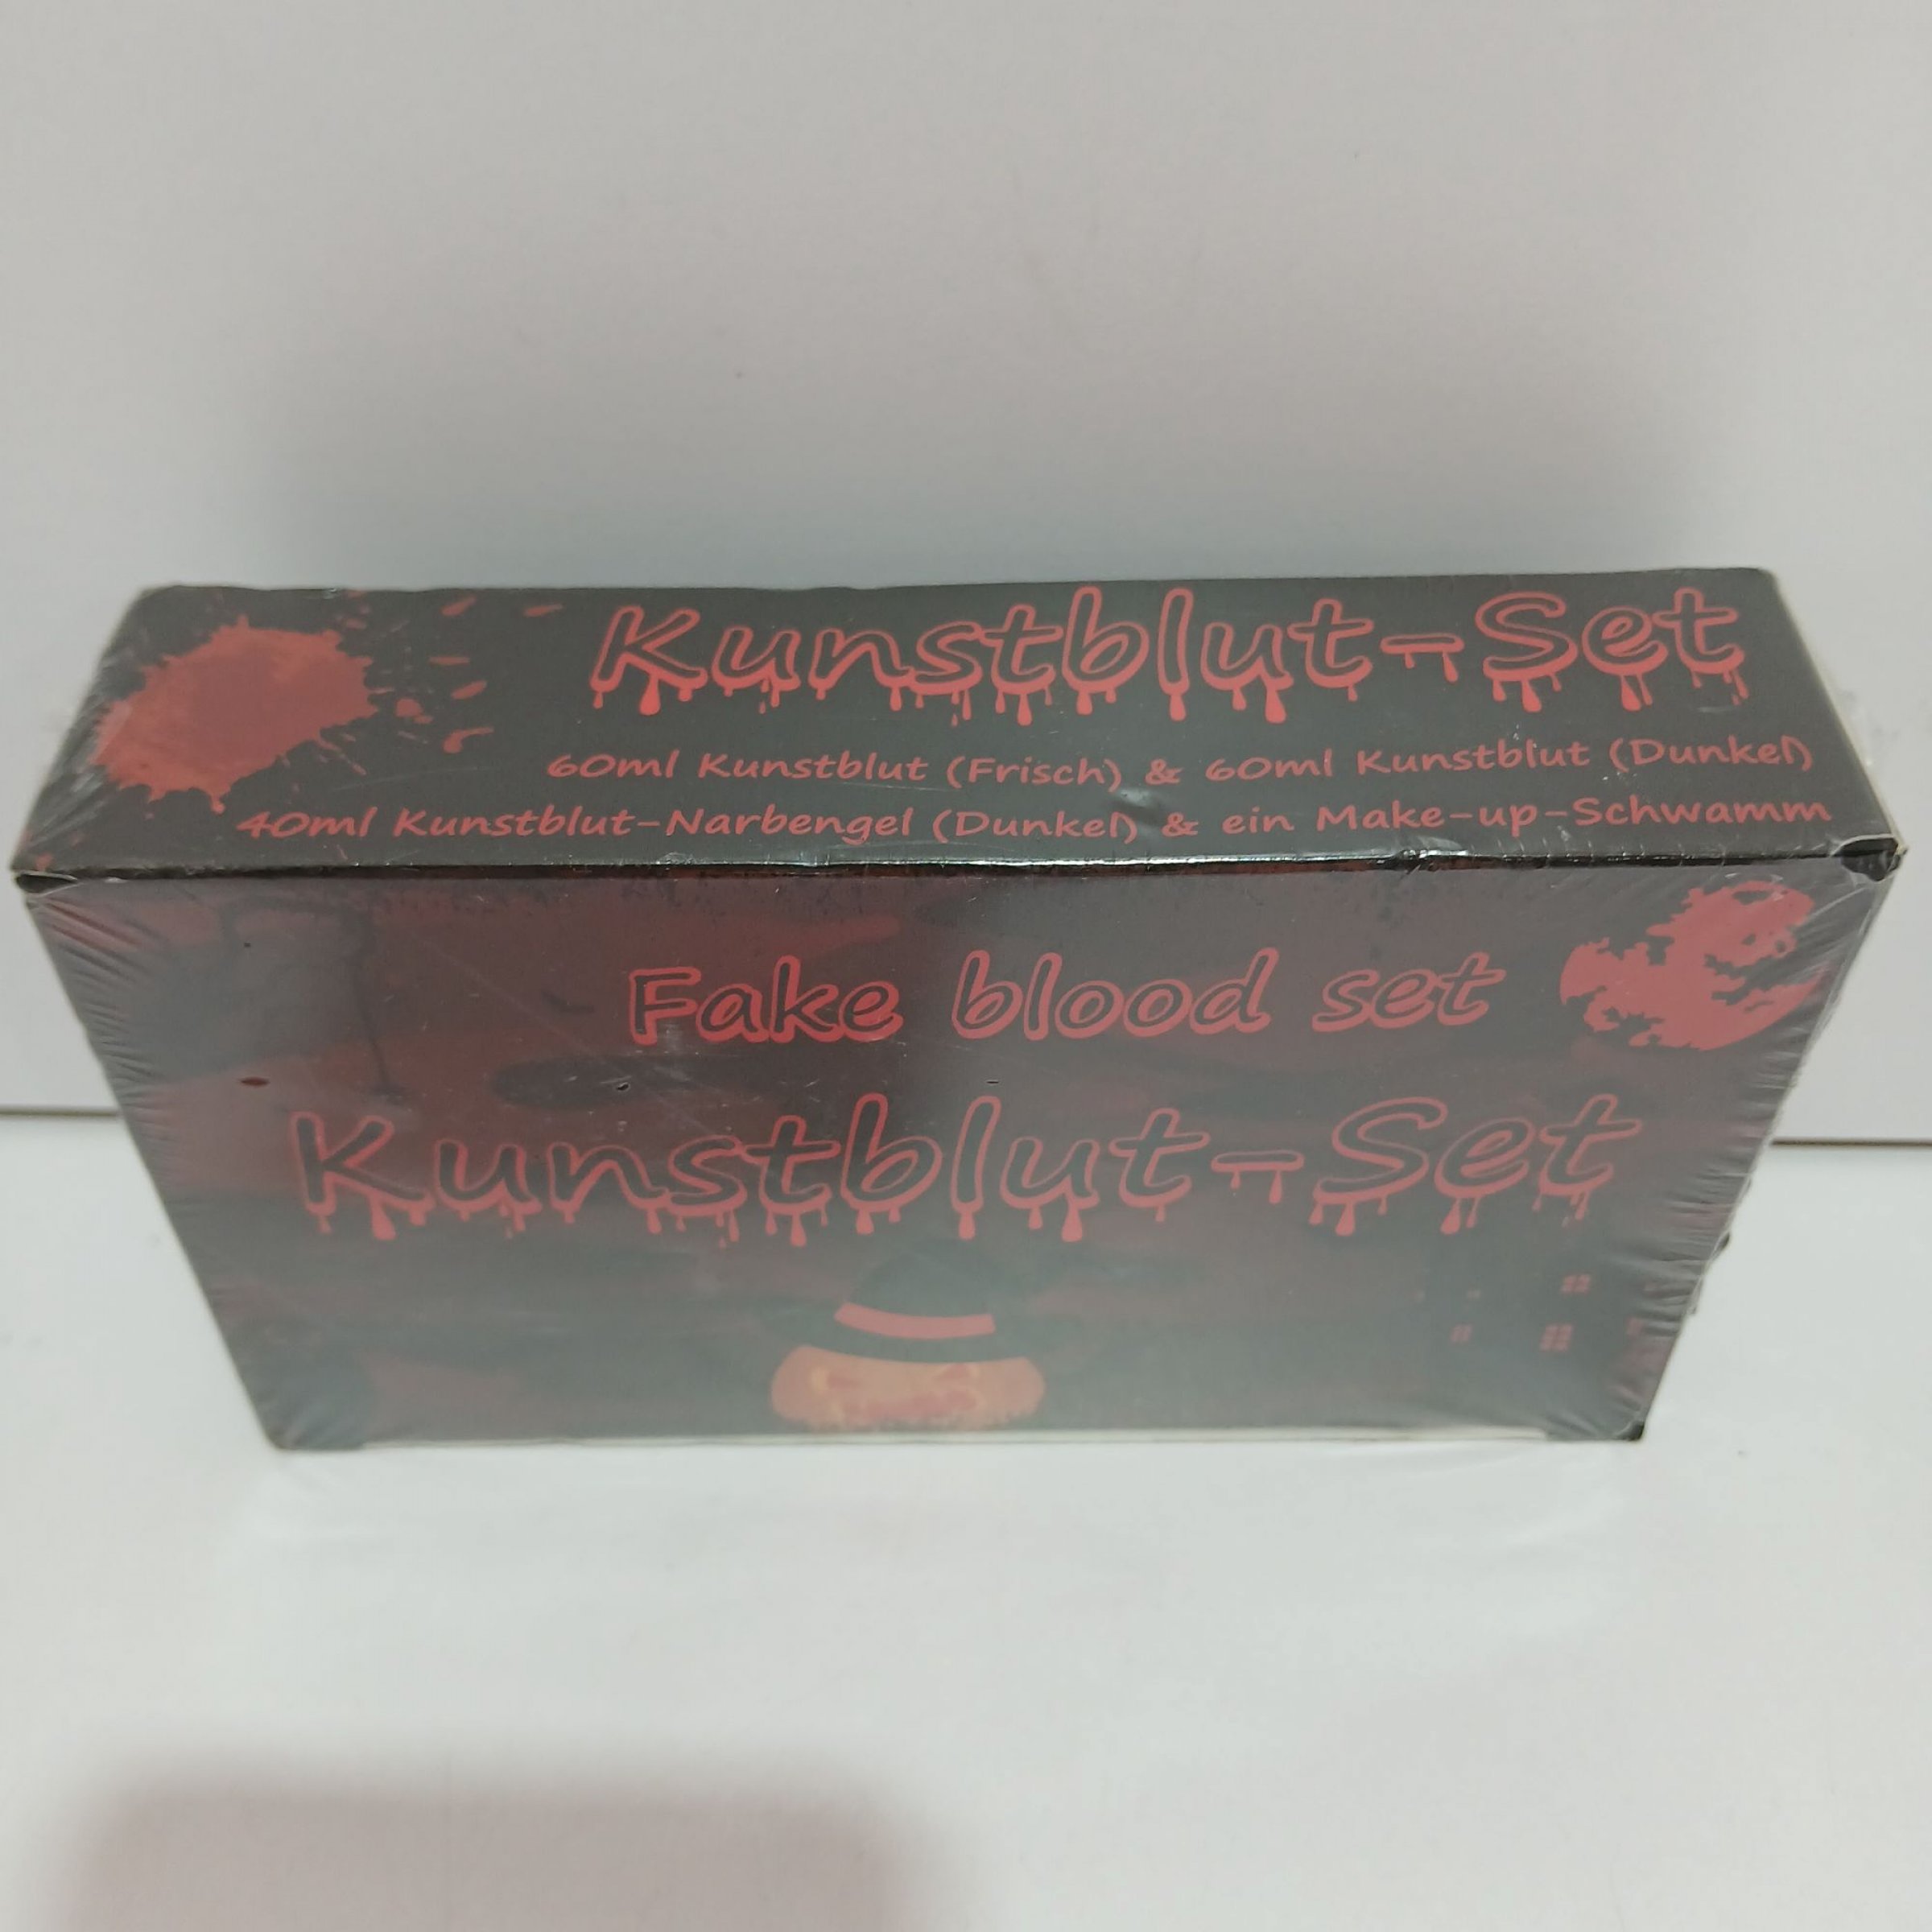 Kunstblut-Set
60ml Kunstblut (Frisch) & 60ml Kunstblut (Dunkel)
40ml Kunstblut-Narbengel (Dunkel) & ein Make-up-Schwamm
Fake blood set
Kunstblut-Set